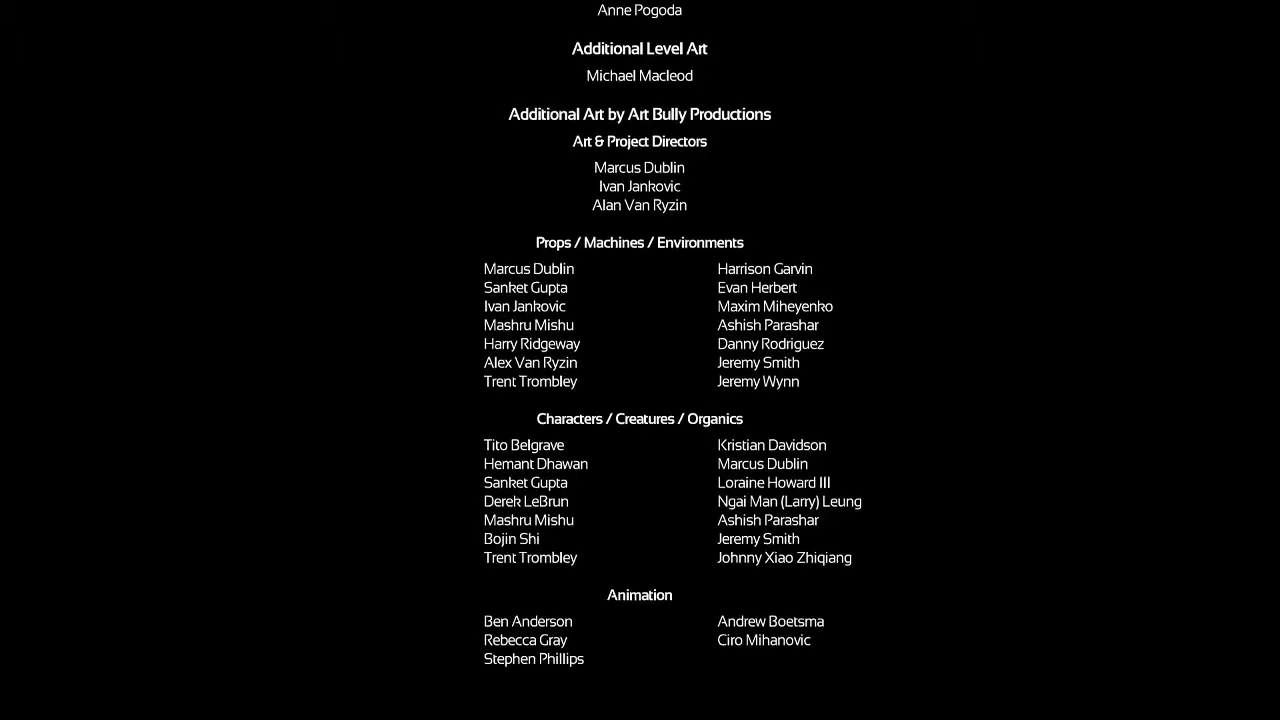 Anne Pogoda
Additional Level Art
Michael Macleod
Additional Art by Art Bully Productions
Art & Project Directors
Marcus Dublin
Ivan Jankovic
Alan Van Ryzin
Props / Machines / Environments
Marcus Dublin Harrison Garvin
Sanket Gupta Evan Herbert
Ivan Jankovic Maxim Miheyenko
Mashru Mishu Ashish Parashar
Harry Ridgeway Danny Rodriguez
Alex Van Ryzin Jeremy Smith
Trent Trombley Jeremy Wynn
Characters / Creatures / Organics
Tito Belgrave Kristian Davidson
Hemant Dhawan Marcus Dublin
Sanket Gupta Loraine Howard III
Derek LeBrun Ngai Man (Larry) Leung
Mashru Mishu Ashish Parashar
Bojin Shi Jeremy Smith
Trent Trombley Johnny Xiao Zhiqiang
Animation
Ben Anderson Andrew Boetsma
Rebecca Gray Ciro Mihanovic
Stephen Phillips